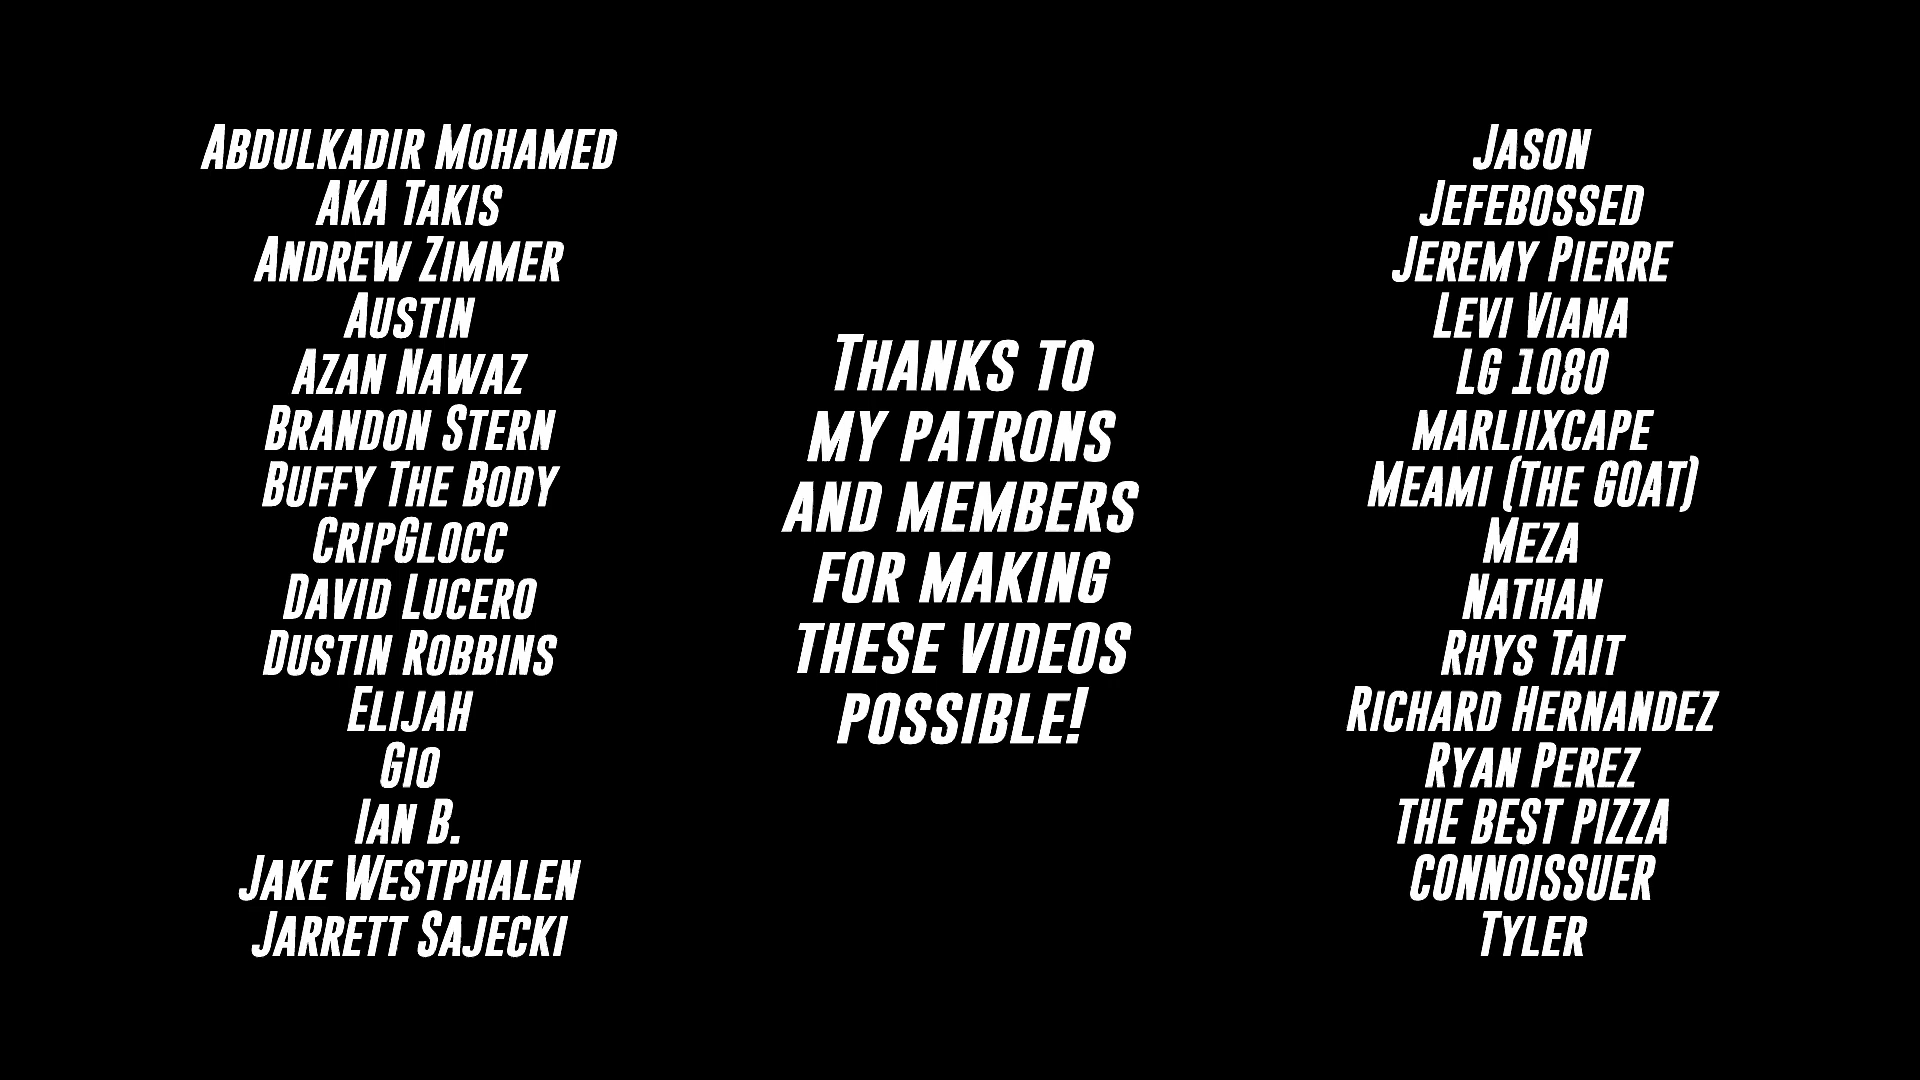 Abdulkadir Mohamed
AKA Takis
Andrew Zimmer
Austin
Azan Nawaz
Brandon Stern
Buffy The Body
CripGlocc
David Lucero
Dustin Robbins
Elijah
Gio
Ian B.
Jake Westphalen
Jarrett Sajecki
Thanks to
my patrons
and members
for making
these videos
possible!
Jason
Jefebossed
Jeremy Pierre
Levi Viana
LG 1080
marliixcape
Meami (The GOAT)
Meza
Nathan
Rhys Tait
Richard Hernandez
Ryan Perez
THE BEST PIZZA
CONNOISSUER
Tyler